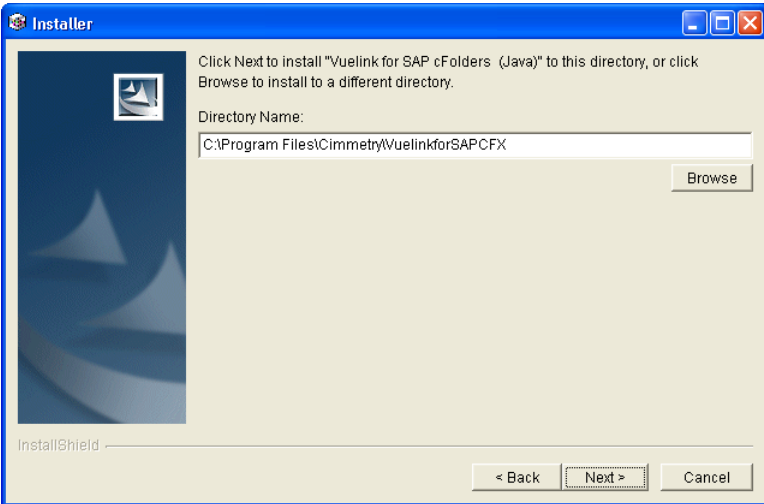 Installer
Click Next to install "Vuelink for SAP cFolders (Java)" to this directory, or click
Browse to install to a different directory.
Directory Name:
C:\Program Files\Cimmetry\VuelinkforSAPCFX
Browse
InstallShield
< Back
Next >
Cancel